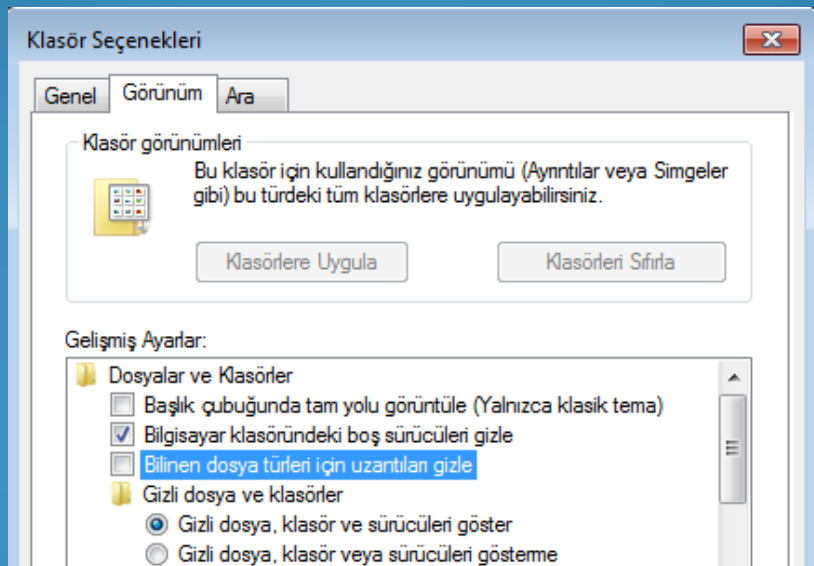 Klasör Seçenekleri
Genel Görünüm Ara
Klasör görünümleri
Bu klasör için kullandığınız görünümü (Ayrıntılar veya Simgeler
gibi) bu türdeki tüm klasörlere uygulayabilirsiniz.
Klasörlere Uygula Klasörleri Sıfırla
Gelişmiş Ayarlar:
Dosyalar ve Klasörler
Başlık çubuğunda tam yolu görüntüle (Yalnızca klasik tema)
Bilgisayar klasöründeki boş sürücüleri gizle
Bilinen dosya türleri için uzantıları gizle
Gizli dosya ve klasörler
Gizli dosya, klasör ve sürücüleri göster
Gizli dosya, klasör veya sürücüleri gösterme